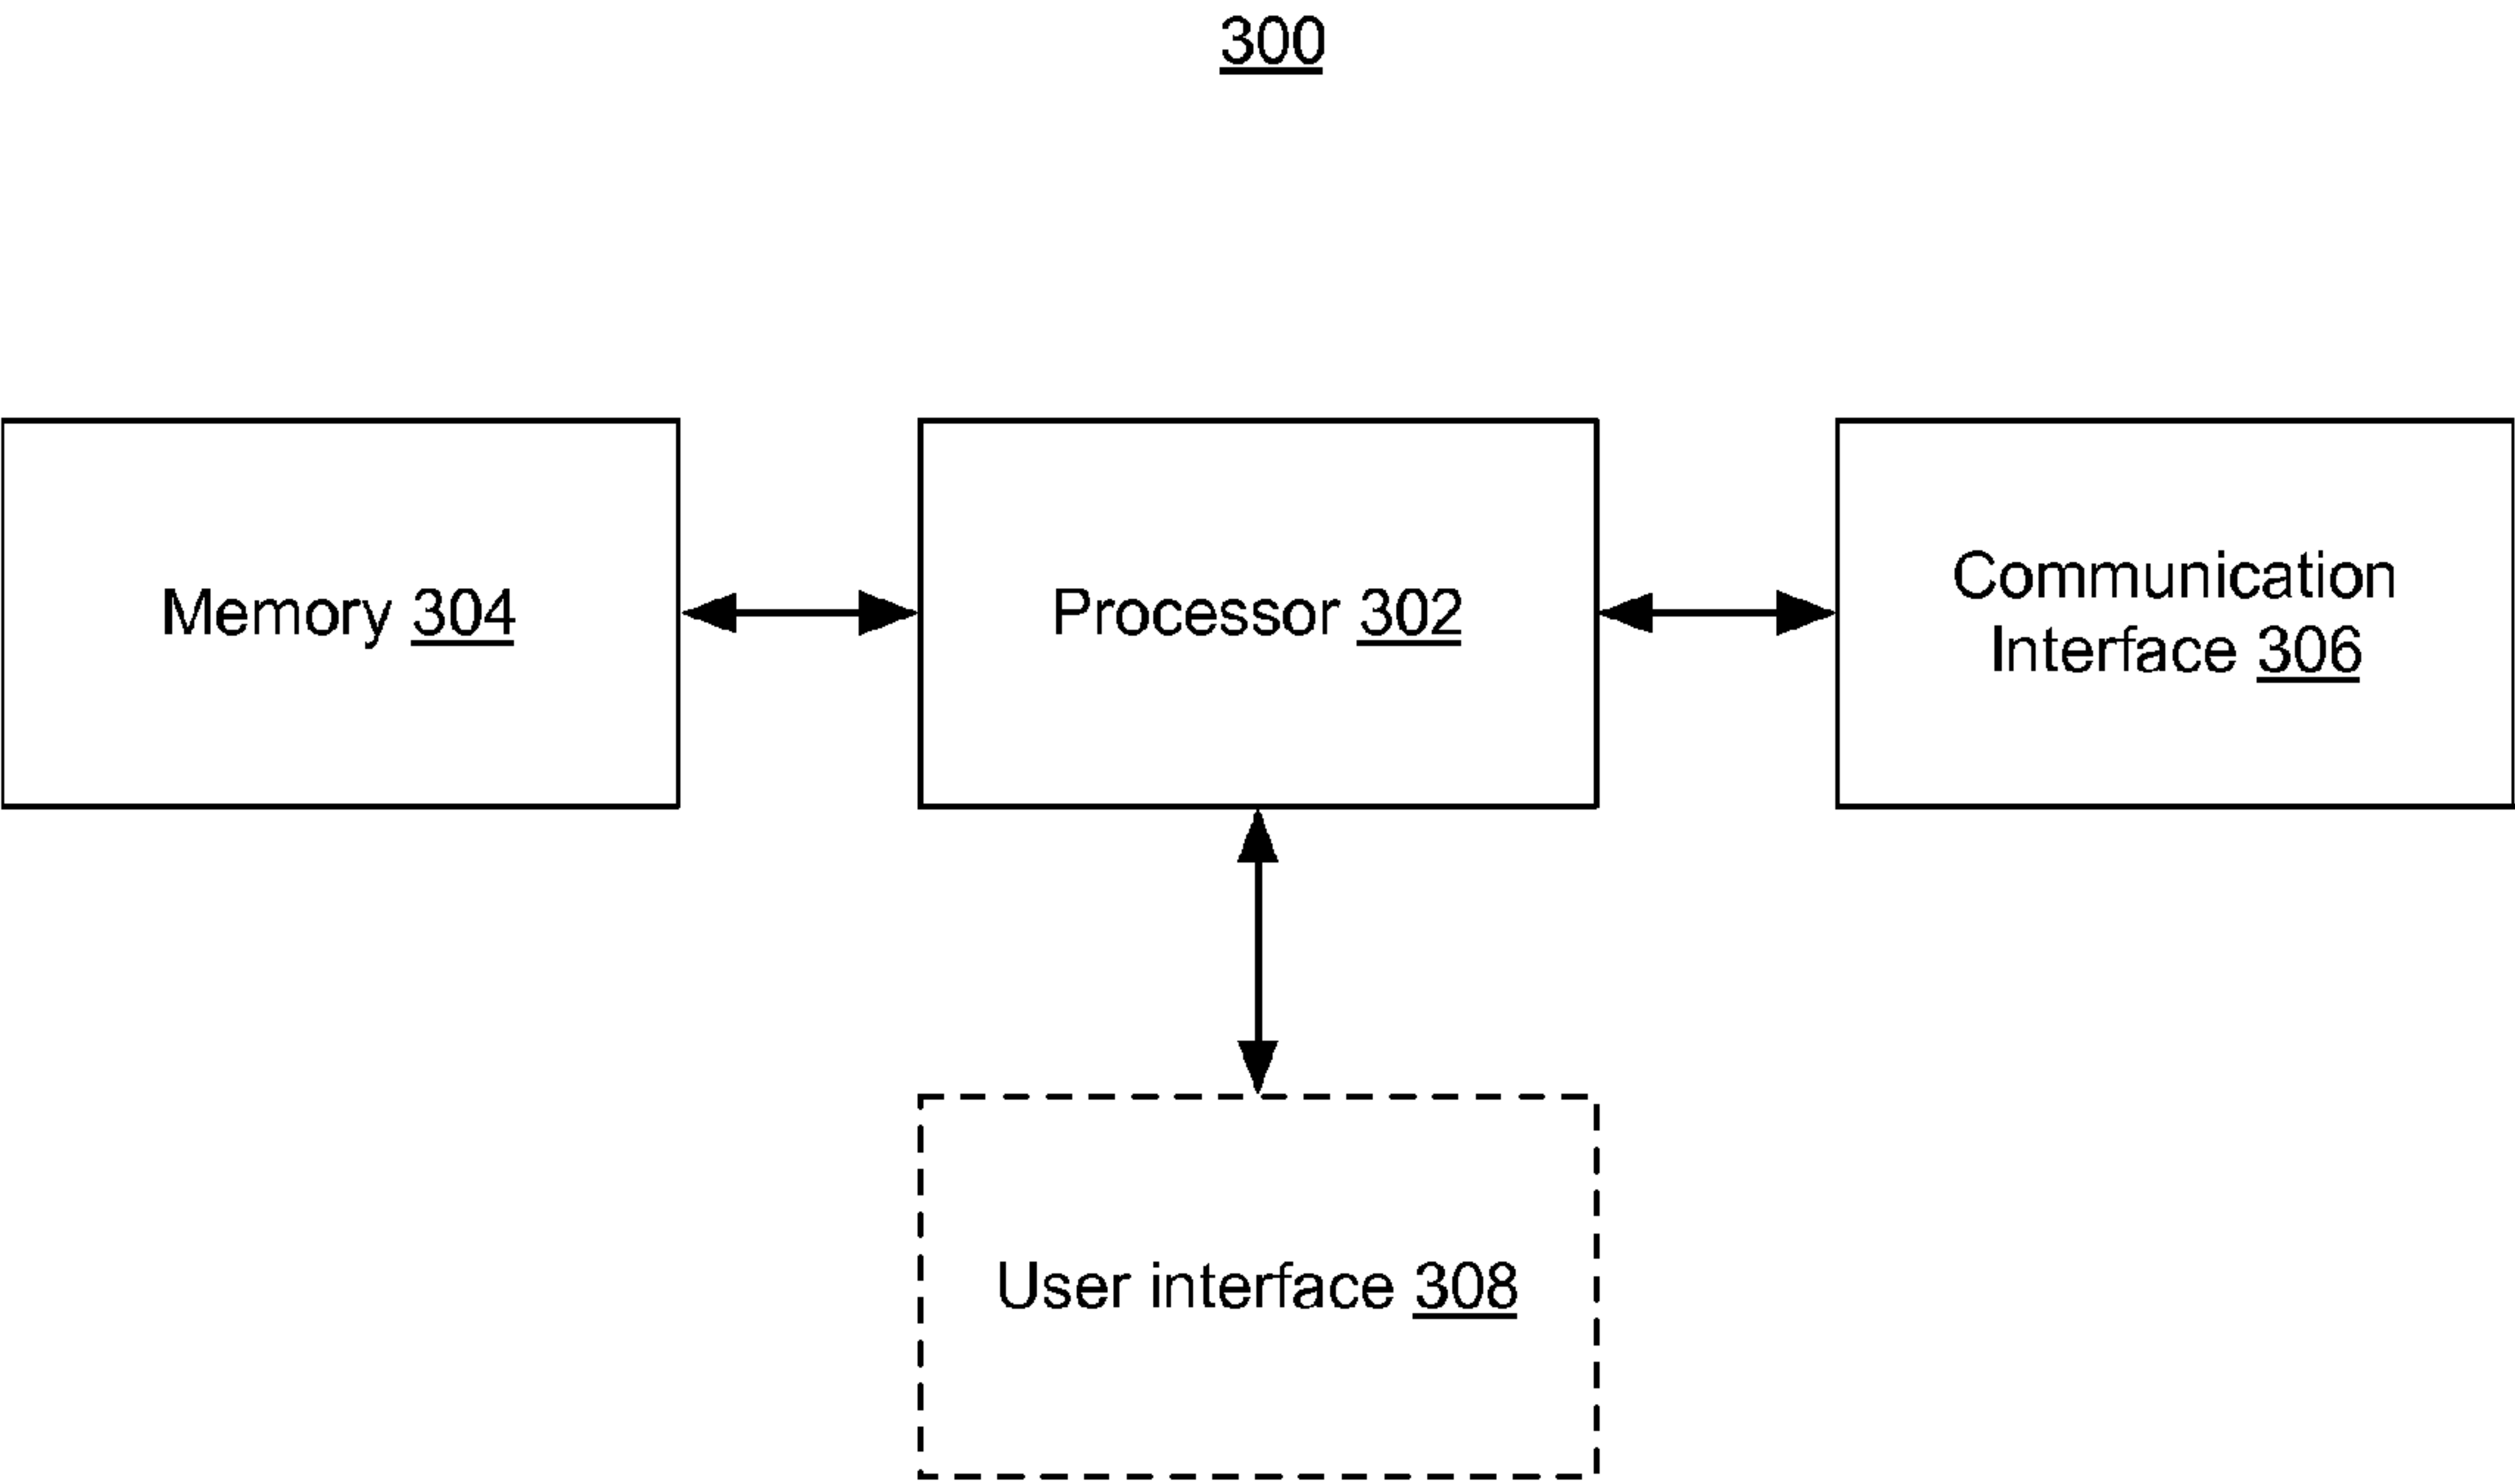 300
Memory 304
Processor 302
Communication
Interface 306
User interface 308